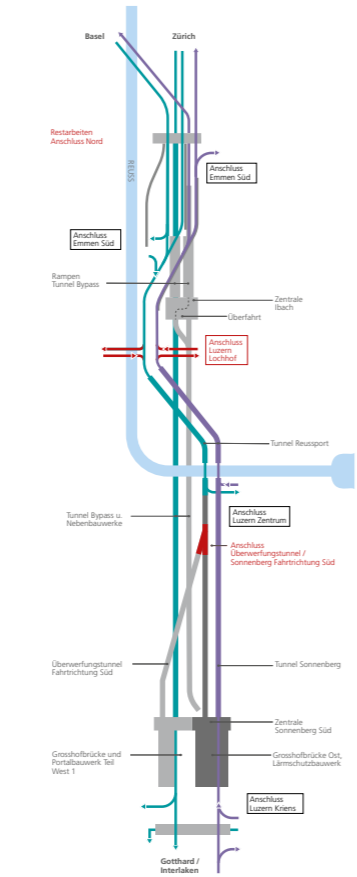 Basel
Zürich
Restarbeiten
Anschluss Nord
REUSS
Anschluss
Emmen Süd
Anschluss
Emmen Süd
Rampen
Tunnel Bypass
Zentrale
Ibach
Überfahrt
Anschluss
Luzern
Lochhof
Tunnel Reussport
Anschluss
Luzern Zentrum
Tunnel Bypass u.
Nebenbauwerke
Anschluss
Überwerfungstunnel /
Sonnenberg Fahrtrichtung Süd
Überwerfungstunnel
Fahrtrichtung Süd
Tunnel Sonnenberg
Zentrale
Sonnenberg Süd
Grosshofbrücke und
Portalbauwerk Teil
West 1
Grosshofbrücke Ost,
Lärmschutzbauwerk
Anschluss
Luzern Kriens
Gotthard /
Interlaken